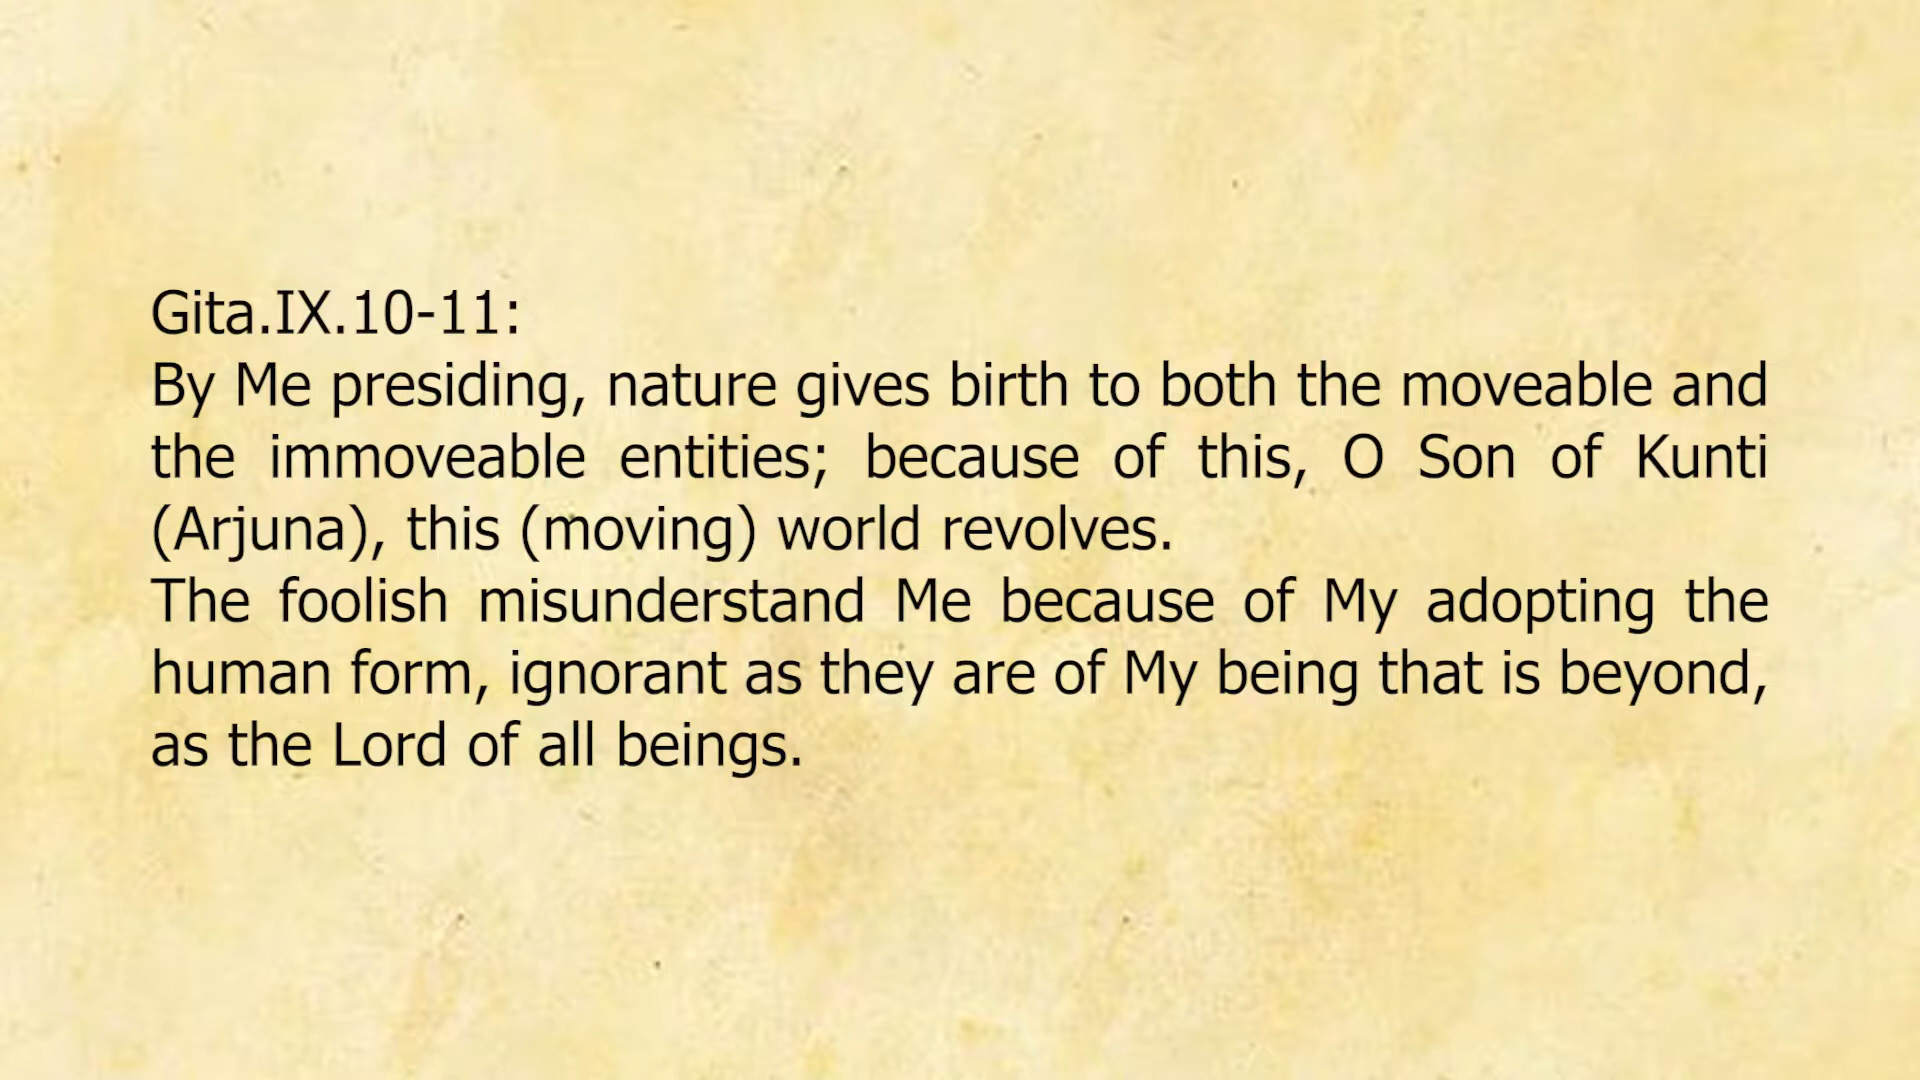 Gita.IX.10-11:
By Me presiding, nature gives birth to both the moveable and
the immoveable entities; because of this, O Son of Kunti
(Arjuna), this (moving) world revolves.
The foolish misunderstand Me because of My adopting the
human form, ignorant as they are of My being that is beyond,
as the Lord of all beings.